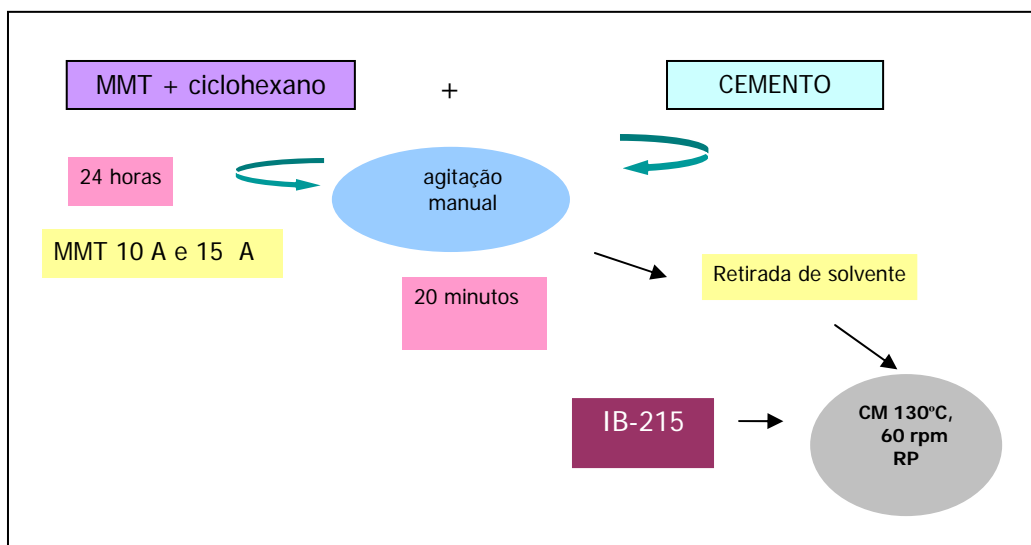 MMT + ciclohexano
+
CEMENTO
24 horas
agitação
manual
MMT 10 A e 15 A
20 minutos
Retirada de solvente
IB-215
CM 130ºC,
60 rpm
RP